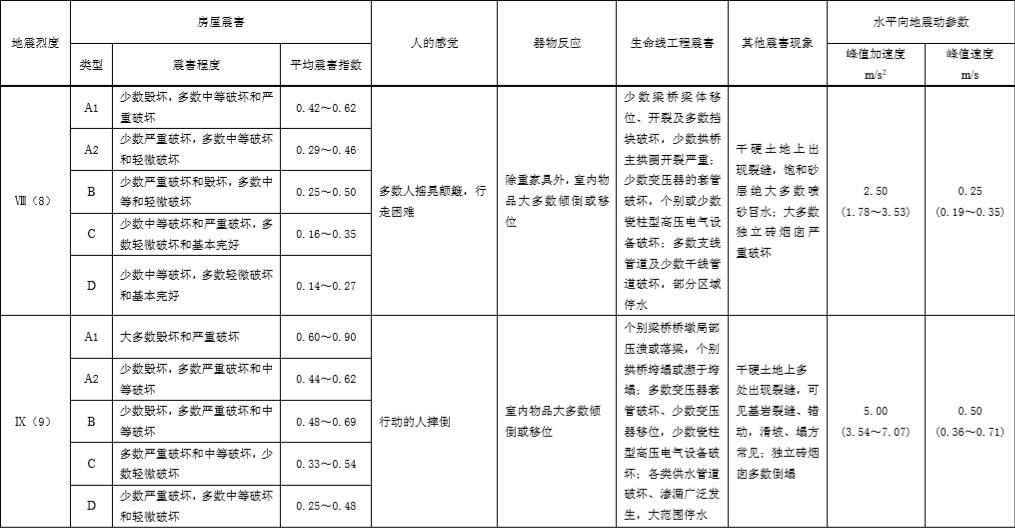 地震烈度
房屋震害
人的感觉
器物反应
生命线工程震害
其他震害现象
水平向地震动参数
类型
震害程度
平均震害指数
峰值加速度
m/s²
峰值速度
m/s
Ⅷ（8）
A1
少数毁坏，多数中等破坏和严
重破坏
0.42～0.62
A2
少数严重破坏，多数中等破坏
和轻微破坏
0.29～0.46
B
少数严重破坏和毁坏，多数中
等和轻微破坏
0.25～0.50
C
少数中等破坏和严重破坏，多
数轻微破坏和基本完好
0.16～0.35
D
少数中等破坏，多数轻微破坏
和基本完好
0.14～0.27
多数人摇晃颠簸，行
走困难
除重家具外，室内物
品大多数倾倒或移
位
少数梁桥梁体移
位、开裂及多数挡
块破坏，少数拱桥
主拱圈开裂严重；
少数变压器的套管
破坏，个别或少数
瓷柱型高压电气设
备破坏；多数支线
管道及少数干线管
道破坏，部分区域
停水
干硬土地上出
现裂缝，饱和砂
层绝大多数喷
砂冒水；大多数
独立砖烟囱严
重破坏
2.50
(1.78～3.53)
0.25
(0.19～0.35)
Ⅸ（9）
A1
大多数毁坏和严重破坏
0.60～0.90
A2
少数毁坏，多数严重破坏和中
等破坏
0.44～0.62
B
少数毁坏，多数严重破坏和中
等破坏
0.48～0.69
C
多数严重破坏和中等破坏，少
数轻微破坏
0.33～0.54
D
少数严重破坏，多数中等破坏
和轻微破坏
0.25～0.48
行动的人摔倒
室内物品大多数倾
倒或移位
个别梁桥桥墩局部
压溃或落梁，个别
拱桥垮塌或濒于垮
塌；多数变压器套
管破坏、少数变压
器移位，少数瓷柱
型高压电气设备破
坏；各类供水管道
破坏、渗漏广泛发
生，大范围停水
干硬土地上多
处出现裂缝，可
见基岩裂缝、错
动，滑坡、塌方
常见；独立砖烟
囱多数倒塌
5.00
(3.54～7.07)
0.50
(0.36～0.71)